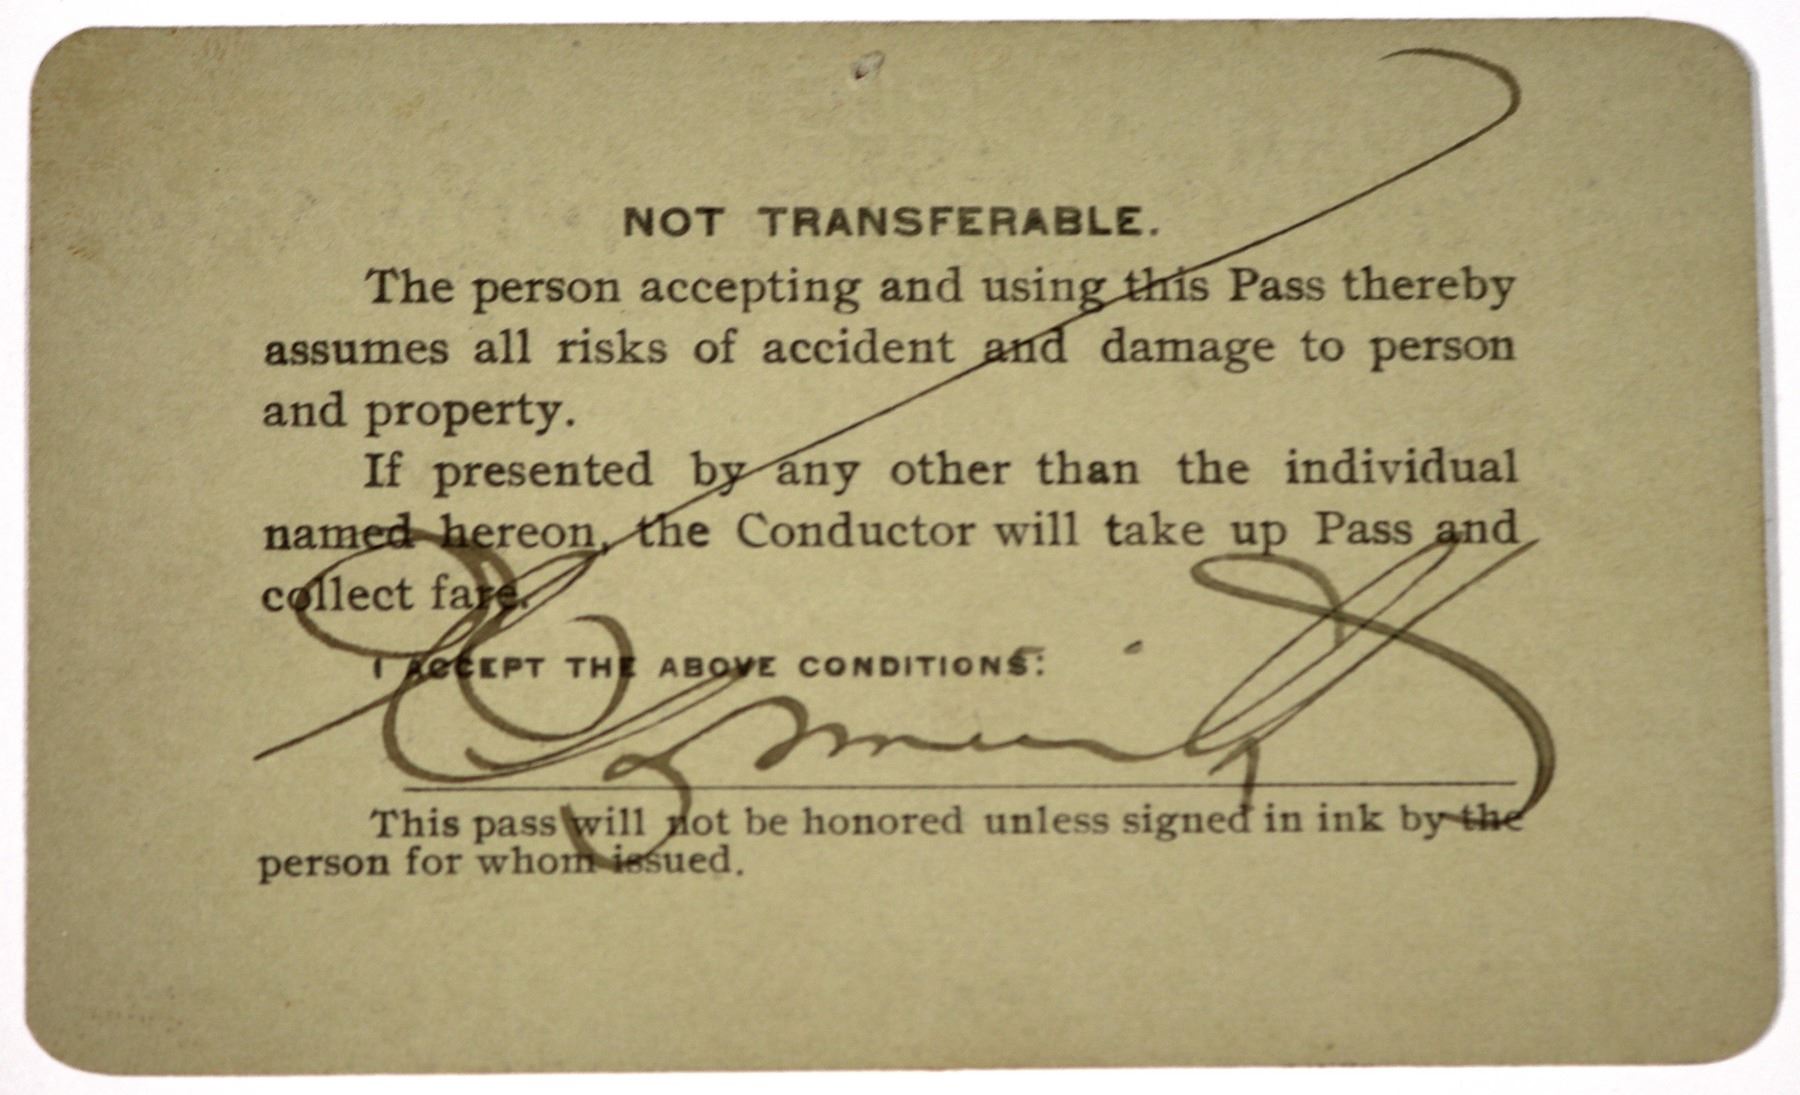 NOT TRANSFERABLE.
The person accepting and using this Pass thereby
assumes all risks of accident and damage to person
and property.
If presented by any other than the individual
named hereon, the Conductor will take up Pass and
collect fare.
I ACCEPT THE ABOVE CONDITIONS:
This pass will not be honored unless signed in ink by the
person for whom issued.